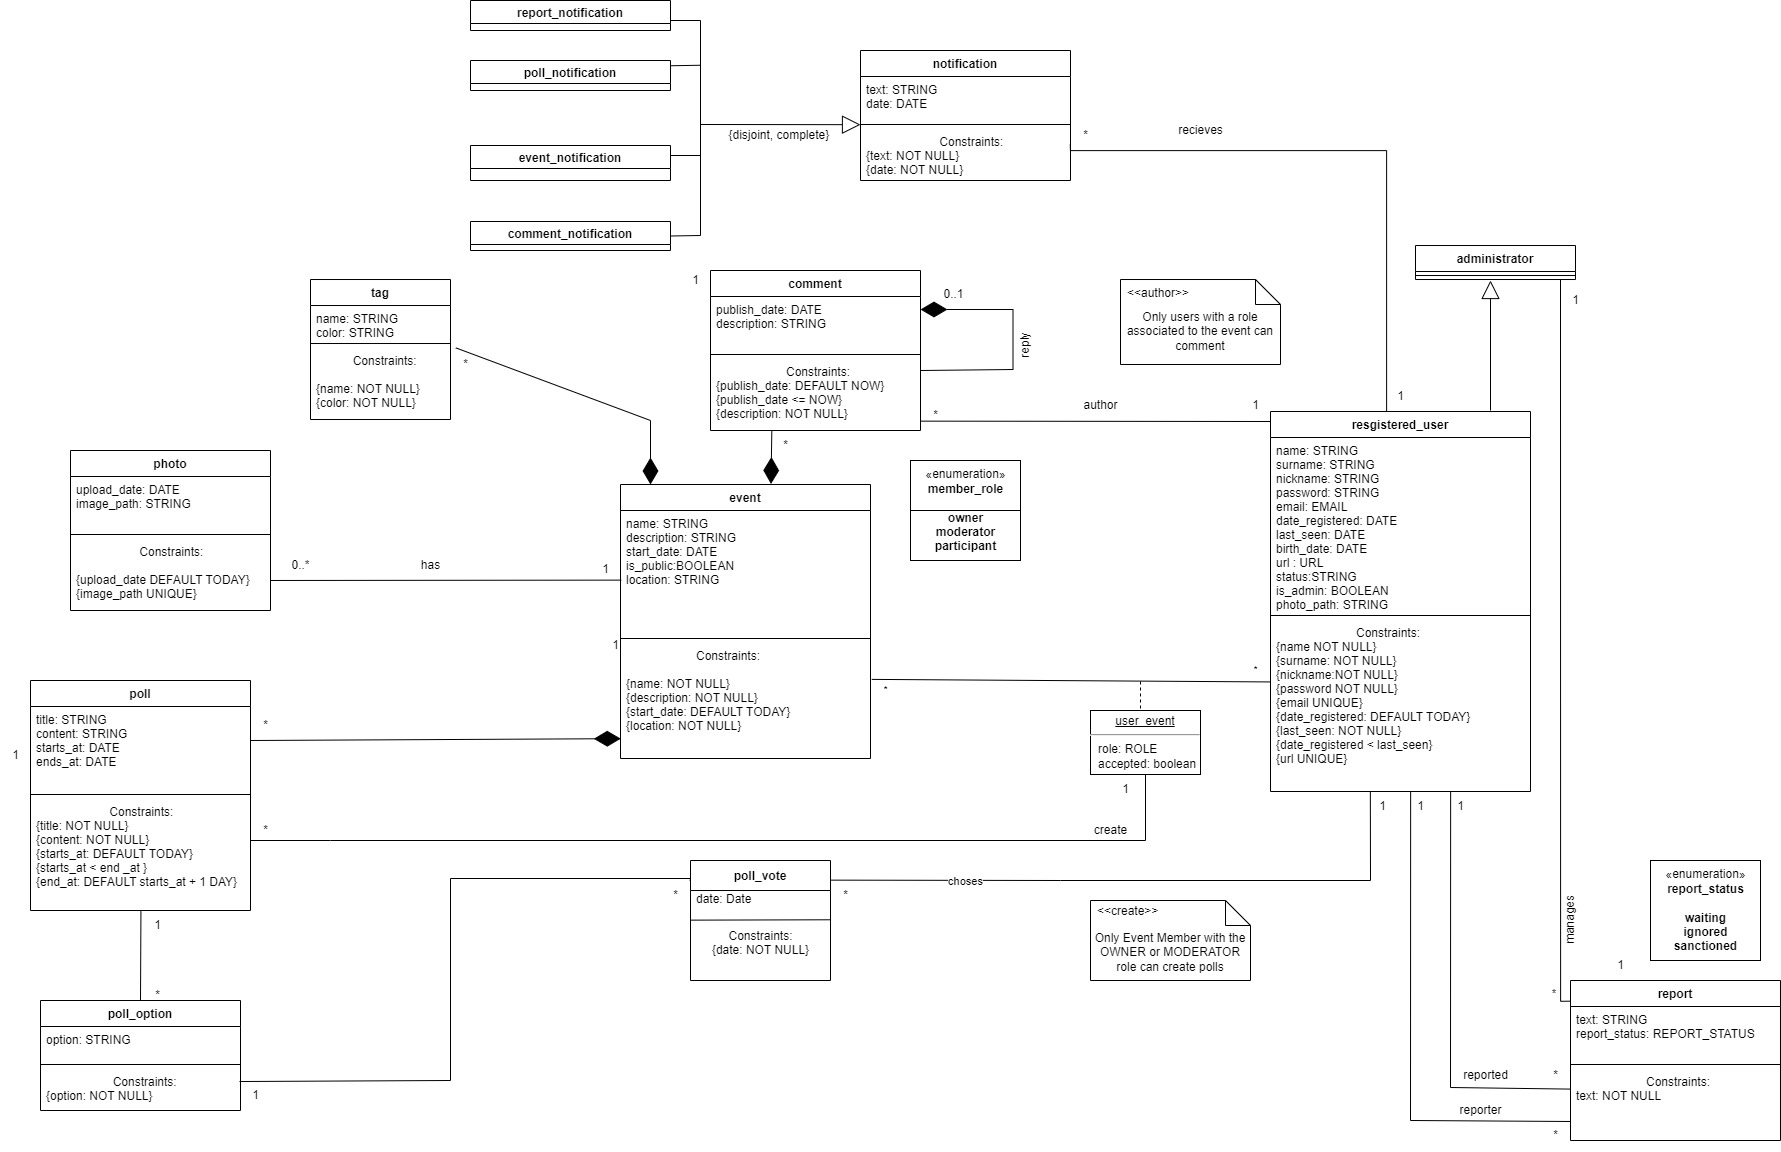 report_notification
poll_notification
event_notification
comment_notification
{disjoint, complete}
notification
text: STRING
date: DATE
Constraints:
{text: NOT NULL}
{date: NOT NULL}
*
recieves
1
administrator
1
tag
name: STRING
color: STRING
Constraints:
{name: NOT NULL}
{color: NOT NULL}
*
1
comment
publish_date: DATE
description: STRING
Constraints:
{publish_date: DEFAULT NOW}
{publish_date <= NOW}
{description: NOT NULL}
0..1
reply
*
author
1
*
<<author>>
Only users with a role
associated to the event can
comment
photo
upload_date: DATE
image_path: STRING
Constraints:
{upload_date DEFAULT TODAY}
{image_path UNIQUE}
0..*
has
1
event
name: STRING
description: STRING
start_date: DATE
is_public:BOOLEAN
location: STRING
1
Constraints:
{name: NOT NULL}
{description: NOT NULL}
{start_date: DEFAULT TODAY}
{location: NOT NULL}
«enumeration»
member_role
owner
moderator
participant
resgistered_user
name: STRING
surname: STRING
nickname: STRING
password: STRING
email: EMAIL
date_registered: DATE
last_seen: DATE
birth_date: DATE
url : URL
status:STRING
is_admin: BOOLEAN
photo_path: STRING
Constraints:
{name NOT NULL}
{surname: NOT NULL}
{nickname:NOT NULL}
{password NOT NULL}
{email UNIQUE}
{date_registered: DEFAULT TODAY}
{last_seen: NOT NULL}
{date_registered < last_seen}
{url UNIQUE}
*
*
user_event
role: ROLE
accepted: boolean
1
create
poll
title: STRING
content: STRING
starts_at: DATE
ends_at: DATE
1
*
Constraints:
{title: NOT NULL}
{content: NOT NULL}
{starts_at: DEFAULT TODAY}
{starts_at < end _at }
{end_at: DEFAULT starts_at + 1 DAY}
*
1
*
poll_option
option: STRING
Constraints:
{option: NOT NULL}
1
*
poll_vote
date: Date
Constraints:
{date: NOT NULL}
*
choses
1
1
1
<<create>>
Only Event Member with the
OWNER or MODERATOR
role can create polls
manages
«enumeration»
report_status
waiting
ignored
sanctioned
1
*
report
text: STRING
report_status: REPORT_STATUS
Constraints:
text: NOT NULL
reported
*
reporter
*